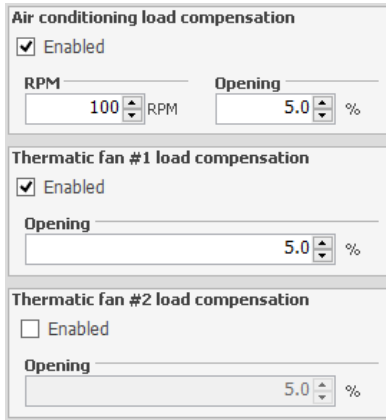 Air conditioning load compensation
Enabled
RPM Opening
100 RPM 5.0 %
Thermatic fan #1 load compensation
Enabled
Opening
5.0 %
Thermatic fan #2 load compensation
Enabled
Opening
5.0 %